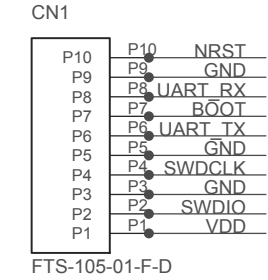 CN1
P10 P10 NRST
P9 P9 GND
P8 P8 UART_RX
P7 P7 BOOT
P6 P6 UART_TX
P5 P5 GND
P4 P4 SWDCLK
P3 P3 GND
P2 P2 SWDIO
P1 P1 VDD
FTS-105-01-F-D